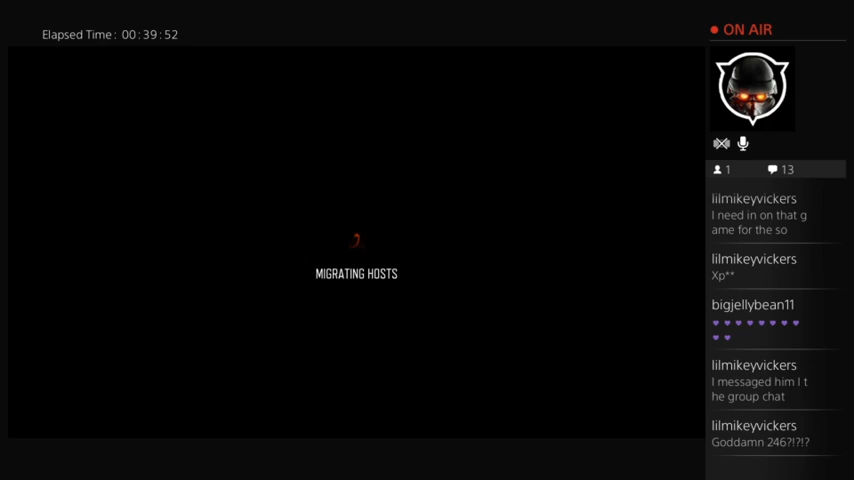 Elapsed Time: 00:39:52
ON AIR
1 13
lilmikeyvickers
I need in on that g
ame for the so
lilmikeyvickers
Xp**
bigjellybean11
lilmikeyvickers
I messaged him I t
he group chat
lilmikeyvickers
Goddamn 246?!?!?
MIGRATING HOSTS